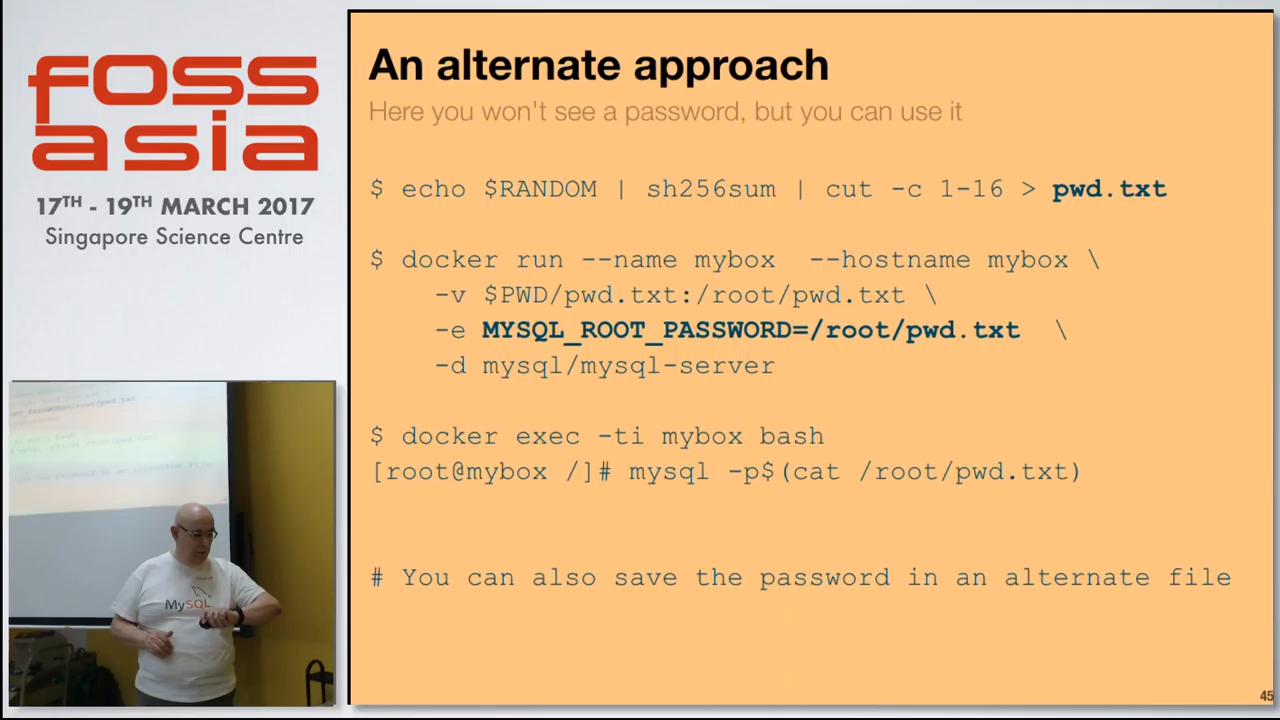 foss
asia
17TH - 19TH MARCH 2017
Singapore Science Centre
An alternate approach
Here you won't see a password, but you can use it
$ echo $RANDOM | sh256sum | cut -c 1-16 > pwd.txt
$ docker run --name mybox --hostname mybox \
-v $PWD/pwd.txt:/root/pwd.txt \
-e MYSQL_ROOT_PASSWORD=/root/pwd.txt \
-d mysql/mysql-server
$ docker exec -ti mybox bash
[root@mybox /]# mysql -p$(cat /root/pwd.txt)
# You can also save the password in an alternate file
MySQL
45